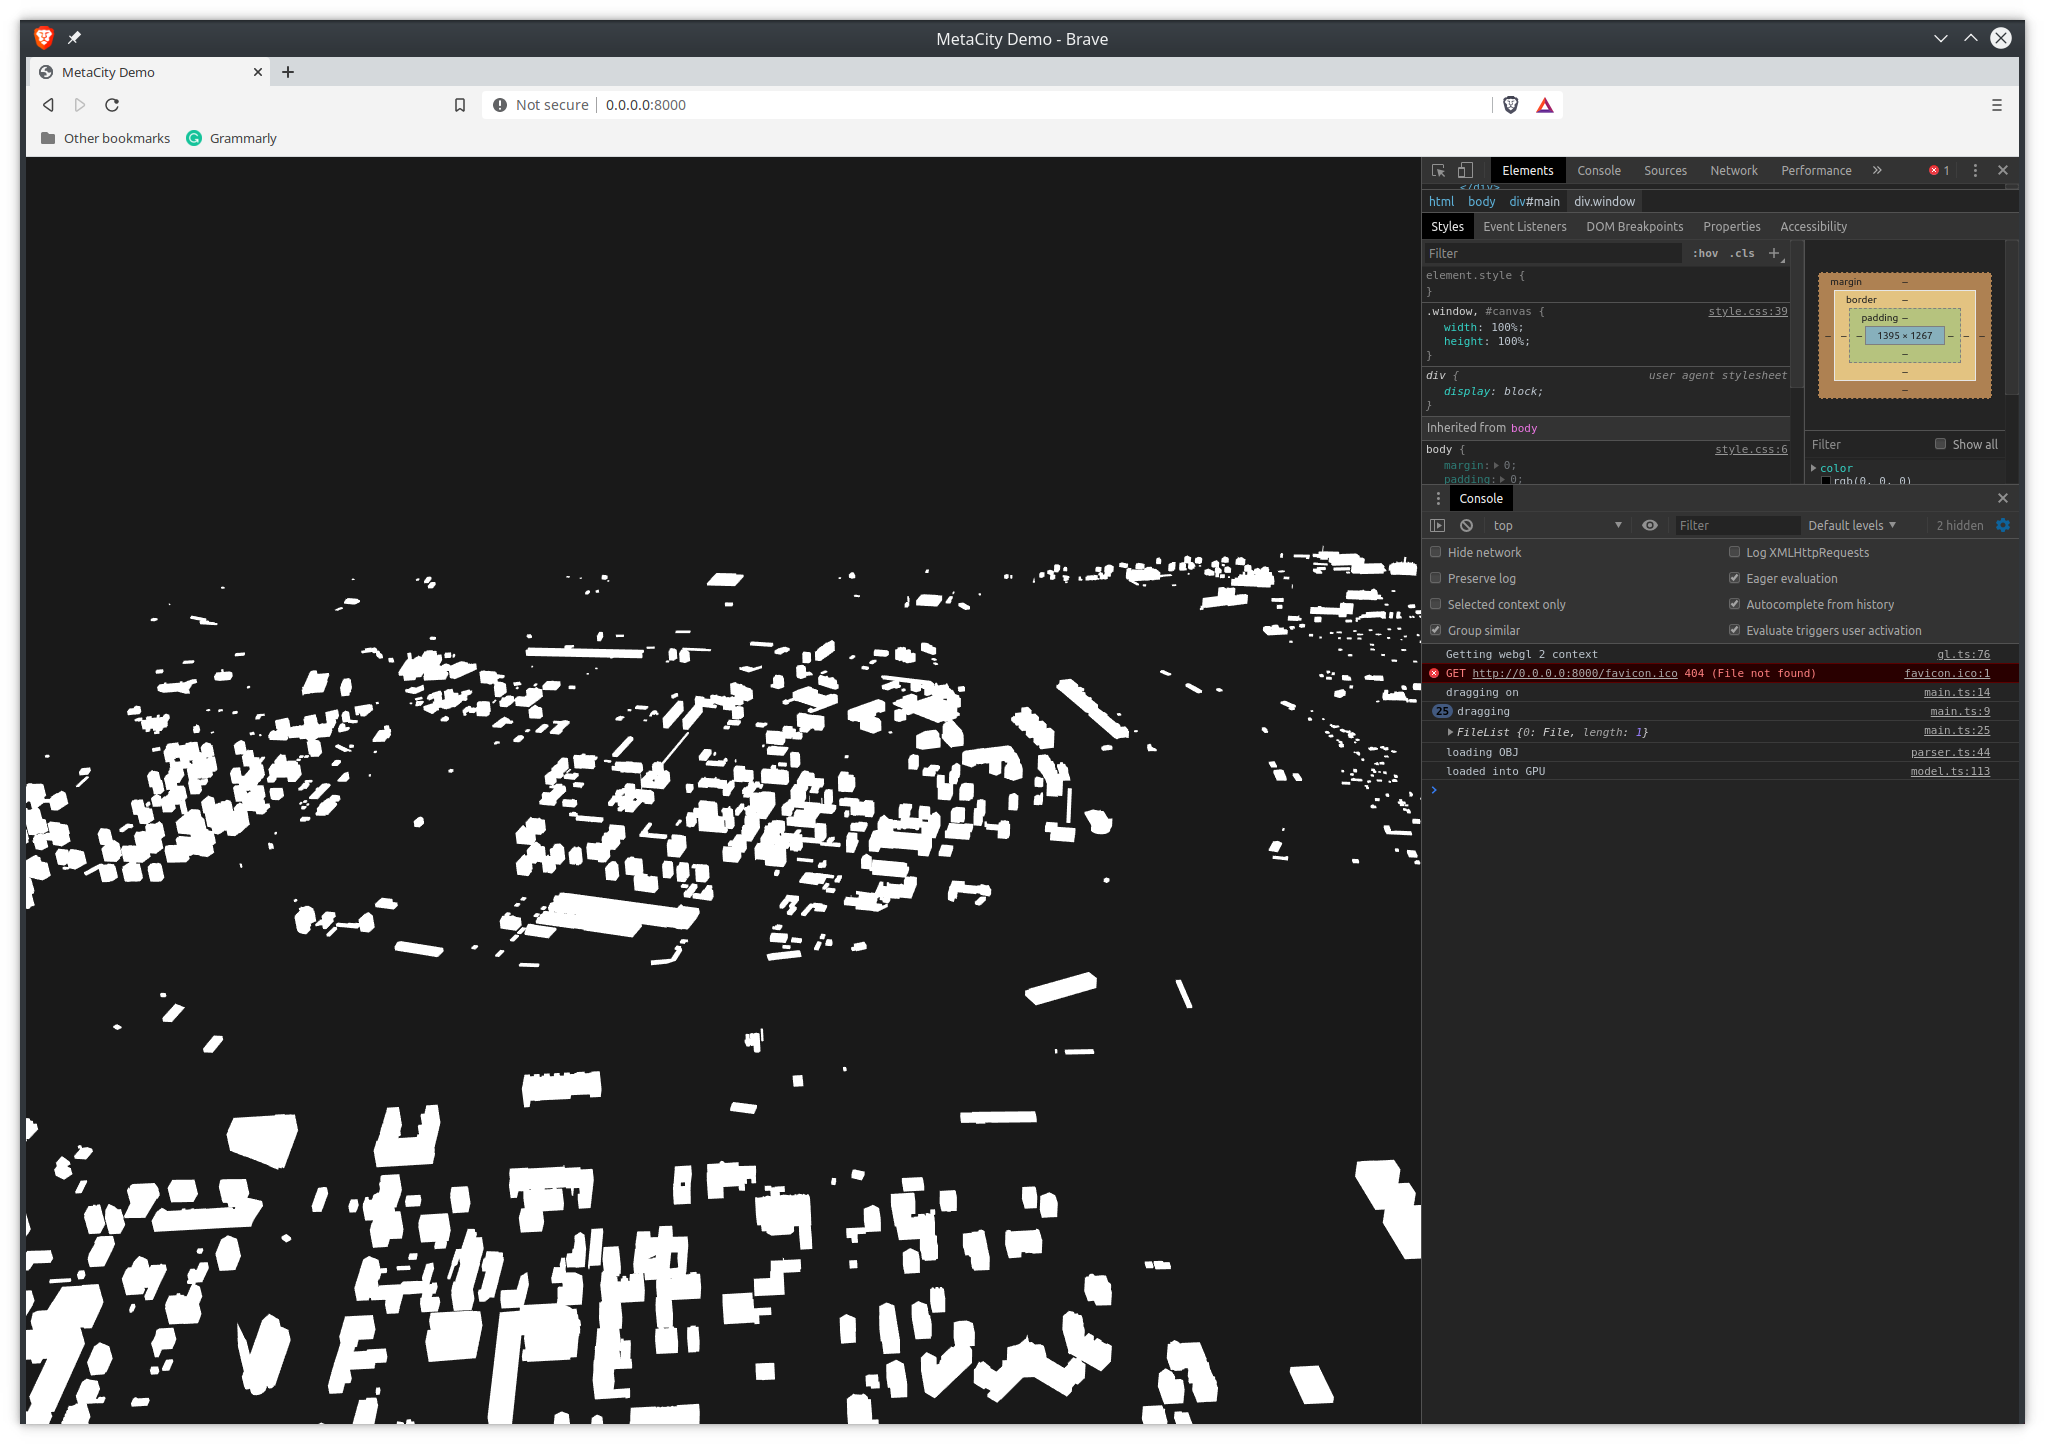 MetaCity Demo - Brave
MetaCity Demo
Not secure | 0.0.0.0:8000
Other bookmarks Grammarly
Elements Console Sources Network Performance » 1
</div>
html body div#main div.window
Styles Event Listeners DOM Breakpoints Properties Accessibility
Filter :hov .cls +
element.style {
}
.window, #canvas { style.css:39
width: 100%;
height: 100%;
}
div { user agent stylesheet
display: block;
}
Inherited from body
body { style.css:6
margin: 0;
padding: 0;
margin –
border –
padding –
– – – 1395 × 1267 – – –
–
–
–
Filter Show all
color
rgb(0, 0, 0)
Console
top Filter Default levels 2 hidden
Hide network Log XMLHttpRequests
Preserve log Eager evaluation
Selected context only Autocomplete from history
Group similar Evaluate triggers user activation
Getting webgl 2 context gl.ts:76
GET http://0.0.0.0:8000/favicon.ico 404 (File not found) favicon.ico:1
dragging on main.ts:14
25 dragging main.ts:9
FileList {0: File, length: 1} main.ts:25
loading OBJ parser.ts:44
loaded into GPU model.ts:113